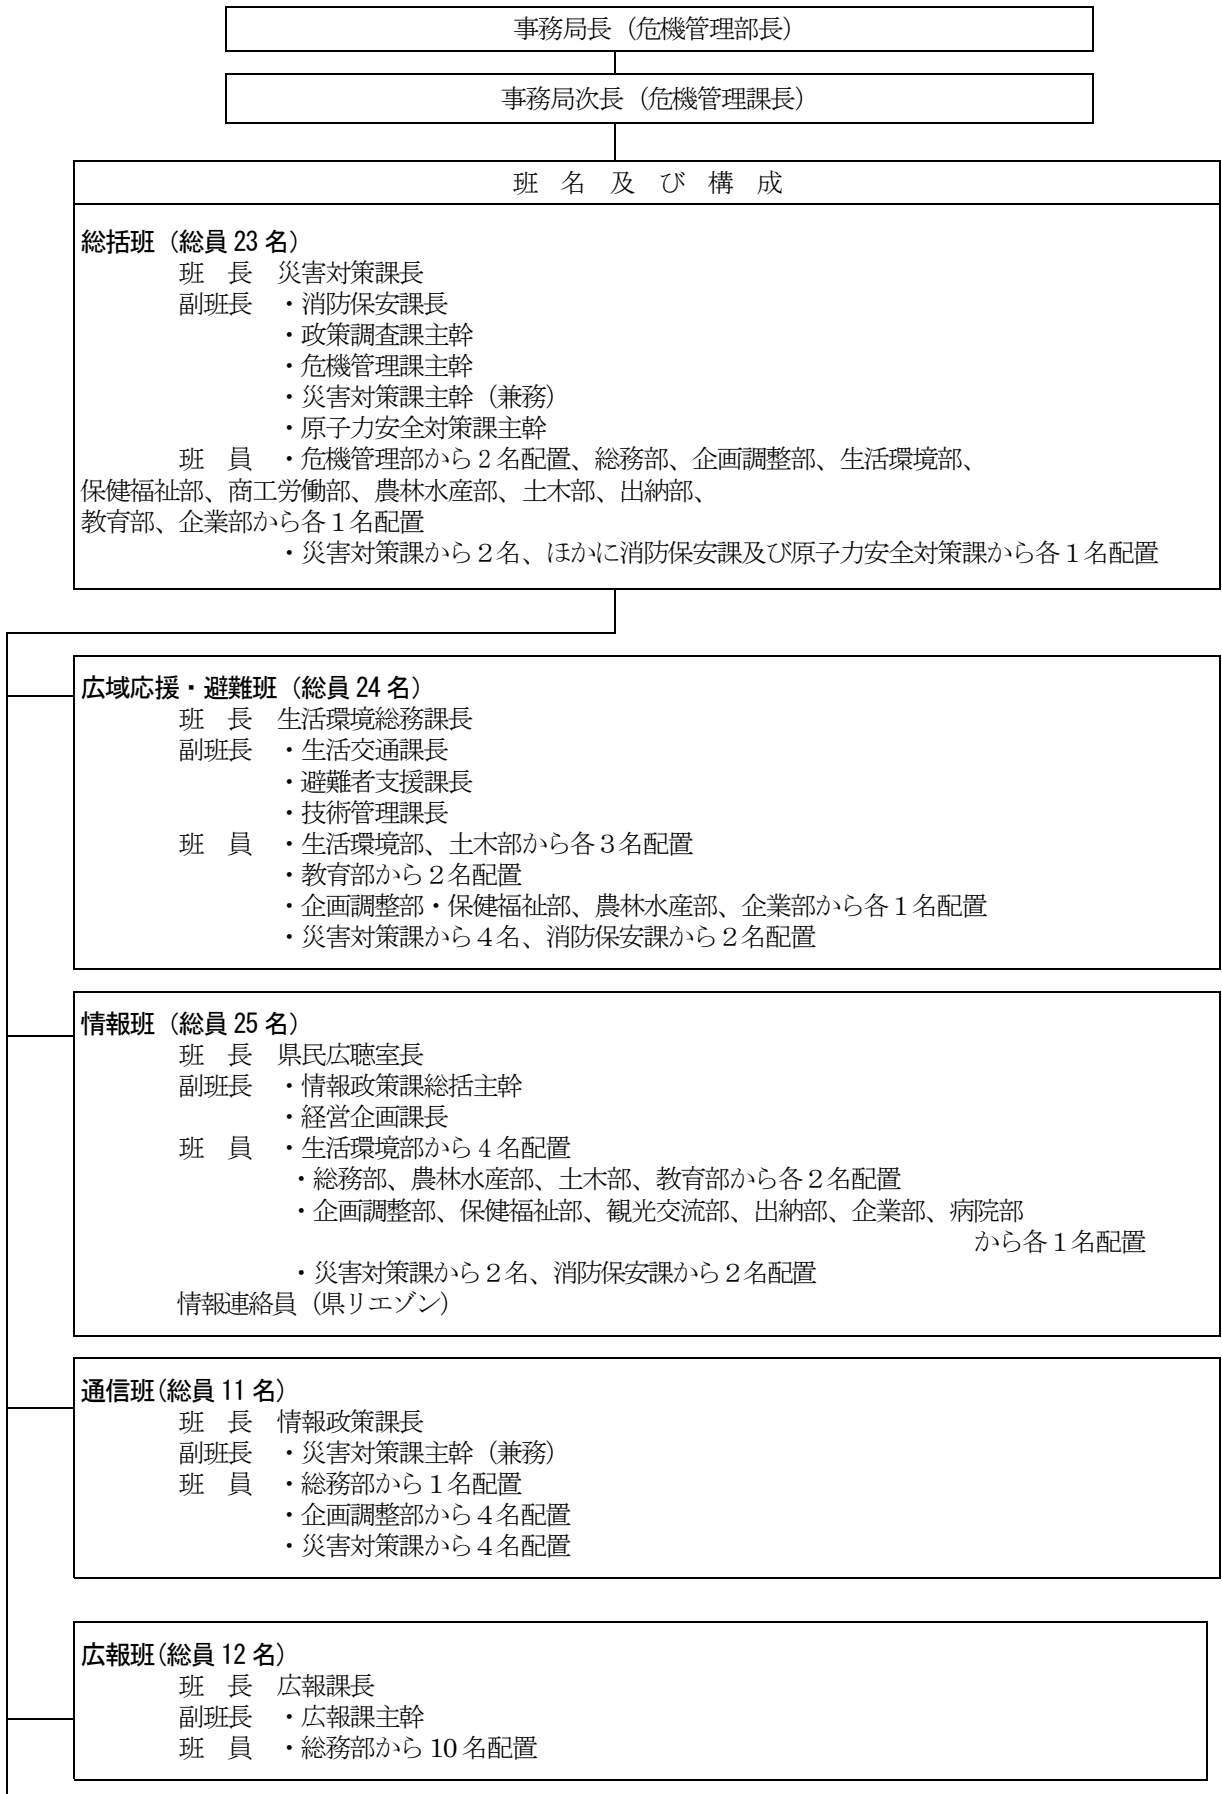 事務局長（危機管理部長）
事務局次長（危機管理課長）
班　名　及　び　構　成
総括班（総員 23 名）
班　長　災害対策課長
副班長　・消防保安課長
・政策調査課主幹
・危機管理課主幹
・災害対策課主幹（兼務）
・原子力安全対策課主幹
班　員　・危機管理部から２名配置、総務部、企画調整部、生活環境部、
保健福祉部、商工労働部、農林水産部、土木部、出納部、
教育部、企業部から各１名配置
・災害対策課から２名、ほかに消防保安課及び原子力安全対策課から各１名配置
広域応援・避難班（総員 24 名）
班　長　生活環境総務課長
副班長　・生活交通課長
・避難者支援課長
・技術管理課長
班　員　・生活環境部、土木部から各３名配置
・教育部から２名配置
・企画調整部・保健福祉部、農林水産部、企業部から各１名配置
・災害対策課から４名、消防保安課から２名配置
情報班（総員 25 名）
班　長　県民広聴室長
副班長　・情報政策課総括主幹
・経営企画課長
班　員　・生活環境部から４名配置
・総務部、農林水産部、土木部、教育部から各２名配置
・企画調整部、保健福祉部、観光交流部、出納部、企業部、病院部
から各１名配置
・災害対策課から２名、消防保安課から２名配置
情報連絡員（県リエゾン）
通信班(総員 11 名)
班　長　情報政策課長
副班長　・災害対策課主幹（兼務）
班　員　・総務部から１名配置
・企画調整部から４名配置
・災害対策課から４名配置
広報班(総員 12 名)
班　長　広報課長
副班長　・広報課主幹
班　員　・総務部から 10 名配置